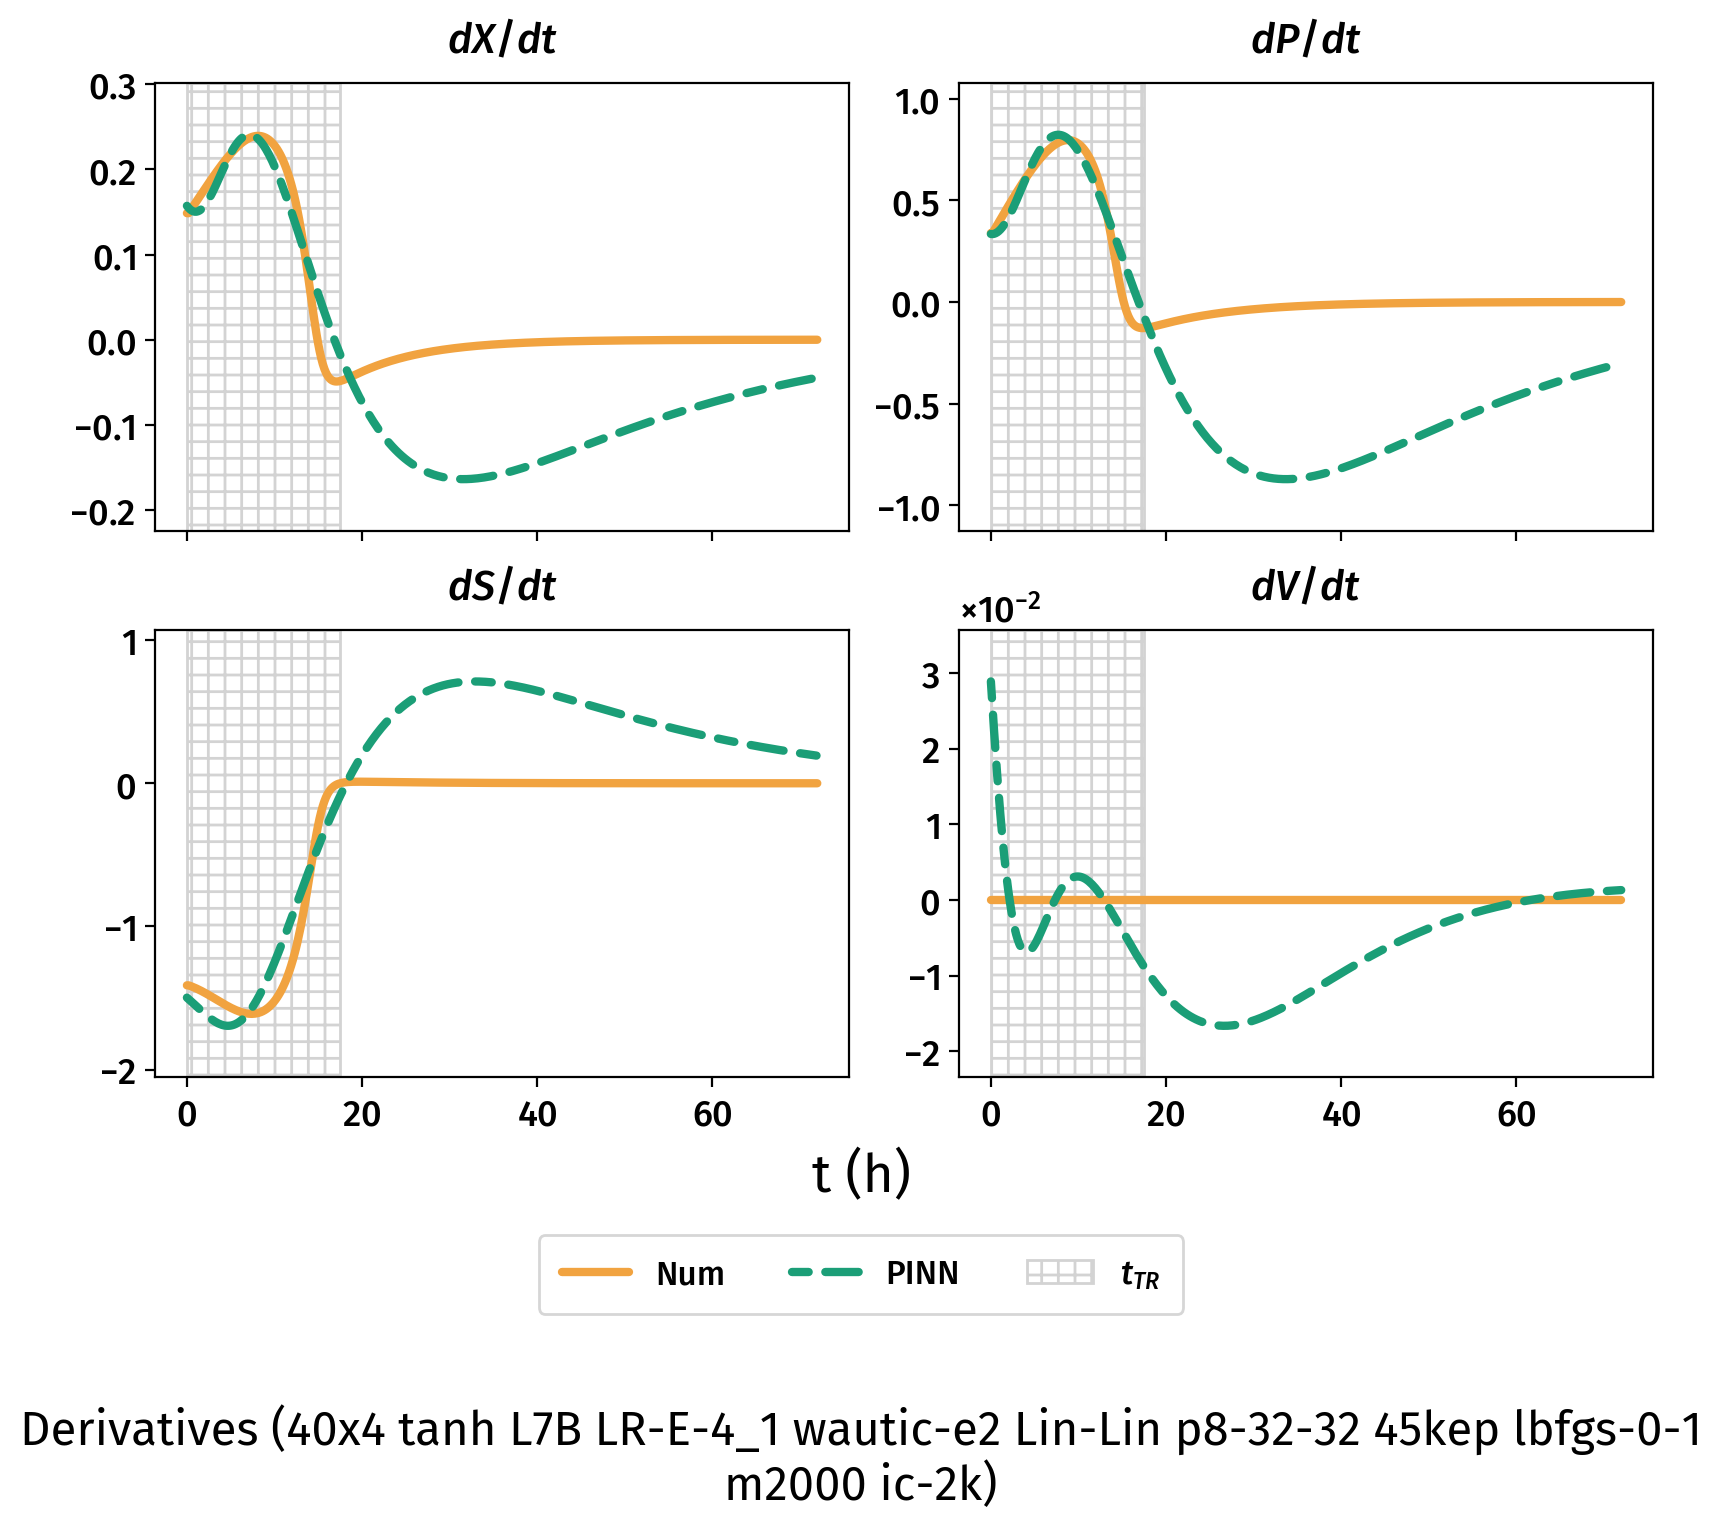 dX/dt
dP/dt
0.3
0.2
0.1
0.0
−0.1
−0.2
1.0
0.5
0.0
−0.5
−1.0
dS/dt
dV/dt
×10⁻²
1
0
−1
−2
3
2
1
0
−1
−2
0 20 40 60
0 20 40 60
t (h)
Num PINN t_TR
Derivatives (40x4 tanh L7B LR-E-4_1 wautic-e2 Lin-Lin p8-32-32 45kep lbfgs-0-1
m2000 ic-2k)